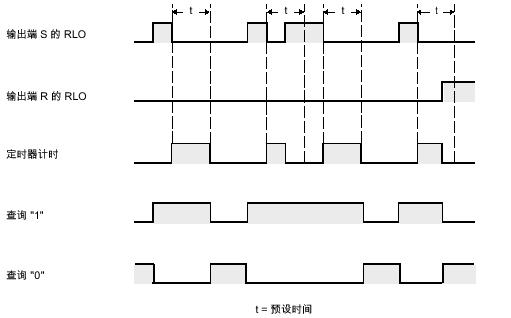 t t t t
输出端 S 的 RLO
输出端 R 的 RLO
定时器计时
查询 "1"
查询 "0"
t = 预设时间